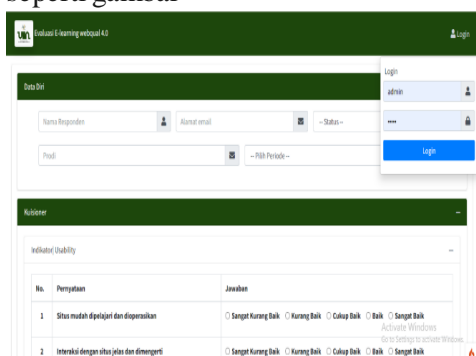 seperti gambar
UIN Evoluasi E-learning webqual 4.0 Login
Login
Data Diri
admin
Nama Responden Alamat email -- Status --
••••
Login
Prodi -- Pilih Periode --
Kuisioner
Indikator| Usability
No. Pernyataan Jawaban
1 Situs mudah dipelajari dan dioperasikan Sangat Kurang Baik Kurang Baik Cukup Baik Baik Sangat Baik
Activate Windows
Go to Settings to activate Windows.
2 Interaksi dengan situs jelas dan dimengerti Sangat Kurang Baik Kurang Baik Cukup Baik Baik Sangat Baik